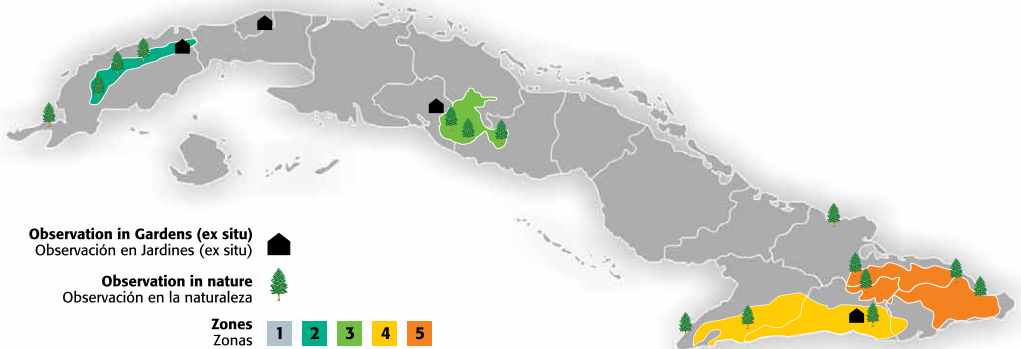 Observation in Gardens (ex situ)
Observación en Jardines (ex situ)
Observation in nature
Observación en la naturaleza
Zones
Zonas
1 2 3 4 5